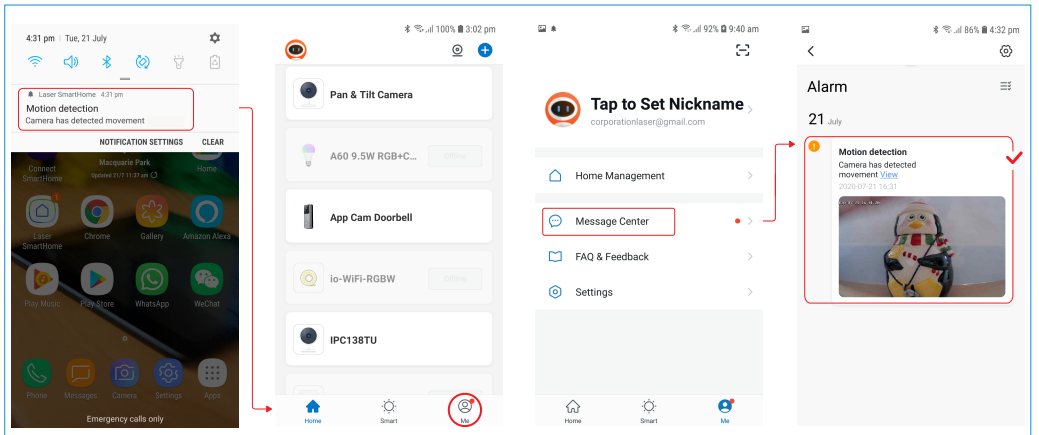 4:31 pm | Tue, 21 July
Laser SmartHome 4:31 pm
Motion detection
Camera has detected movement
NOTIFICATION SETTINGS CLEAR
Macquarie Park
Updated 21/7 11:37 am
Connect
SmartHome
Home
Laser
SmartHome
Chrome
Gallery
Amazon Alexa
Play Music
Play Store
WhatsApp
WeChat
Phone
Messages
Camera
Settings
Apps
Emergency calls only
100% 3:02 pm
Pan & Tilt Camera
A60 9.5W RGB+C...
Offline
App Cam Doorbell
io-WiFi-RGBW
Offline
IPC138TU
Home
Smart
Me
92% 9:40 am
Tap to Set Nickname
corporationlaser@gmail.com
Home Management
Message Center
FAQ & Feedback
Settings
Home
Smart
Me
86% 4:32 pm
Alarm
21 July
Motion detection
Camera has detected
movement View
2020-07-21 16:31